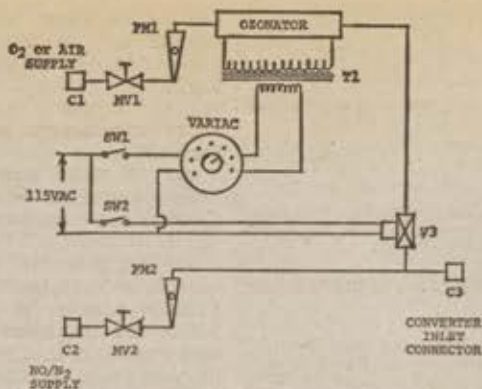 FM1
OZONATOR
O2 or AIR
SUPPLY
T1
C1
MV1
VARIAC
SW1
115VAC
SW2
V3
FM2
C3
C2
MV2
CONVERTER
INLET
CONNECTOR
NO/N2
SUPPLY